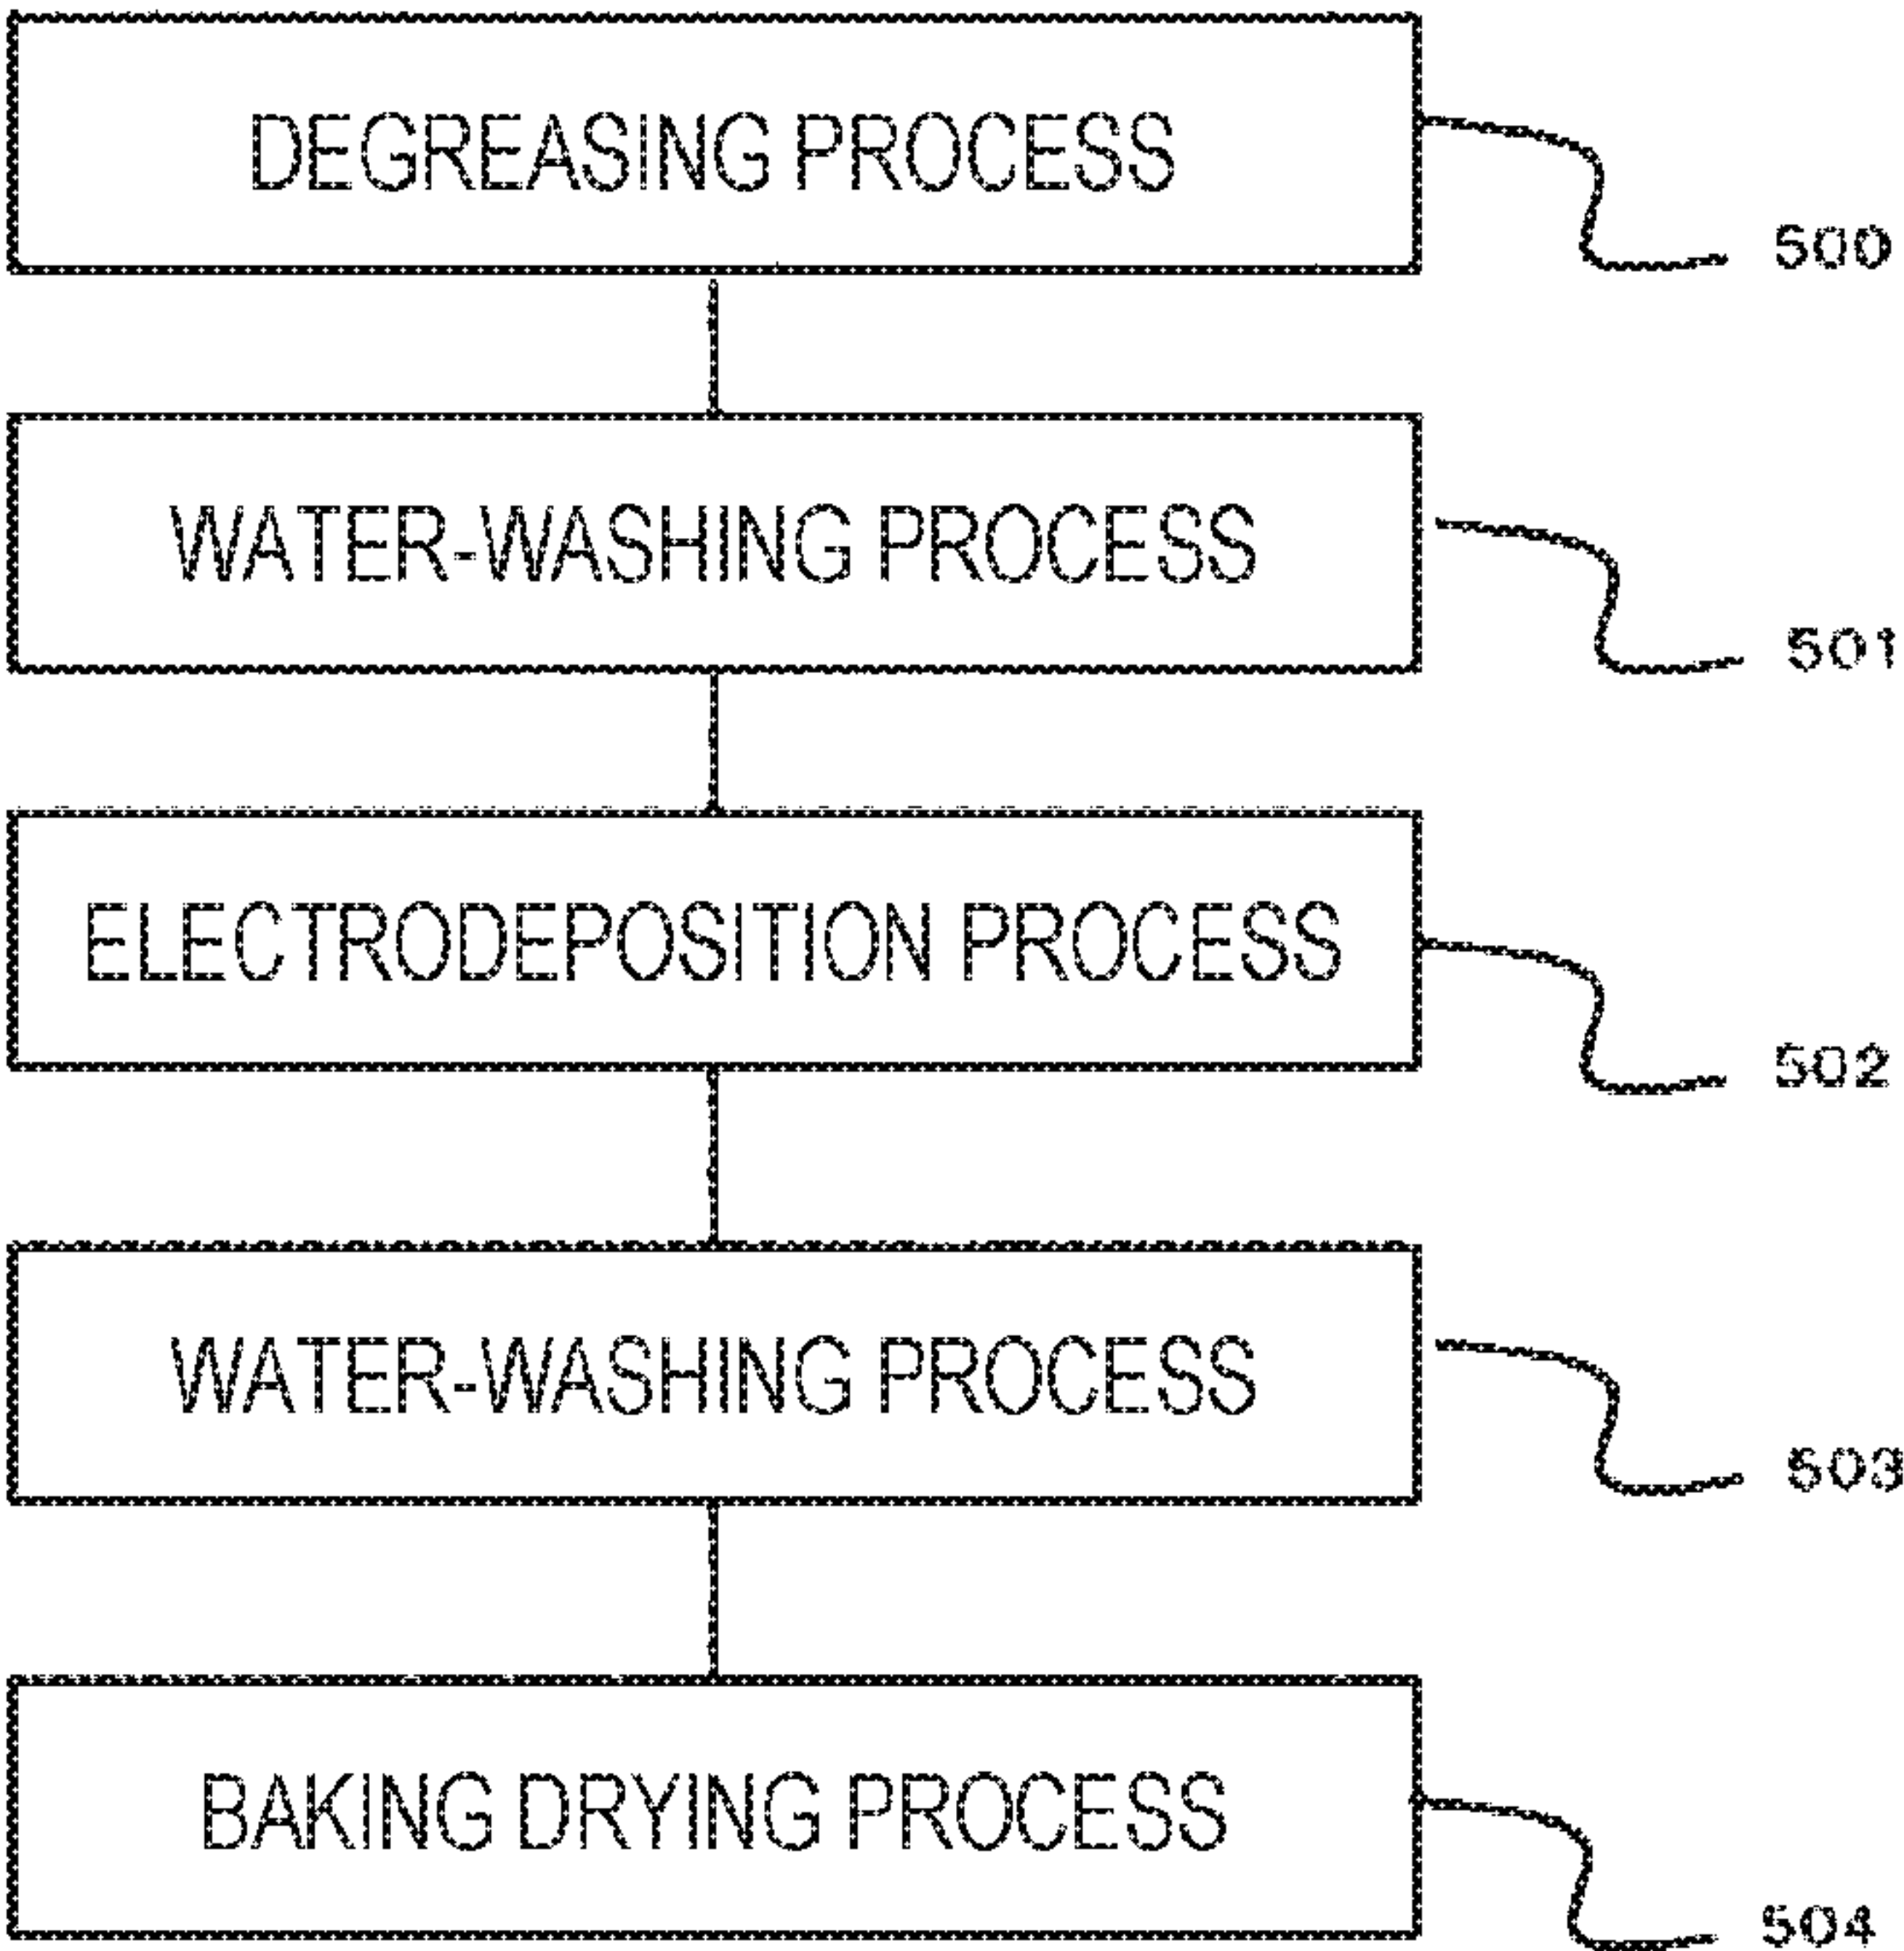 DEGREASING PROCESS
500
WATER-WASHING PROCESS
501
ELECTRODEPOSITION PROCESS
502
WATER-WASHING PROCESS
503
BAKING DRYING PROCESS
504